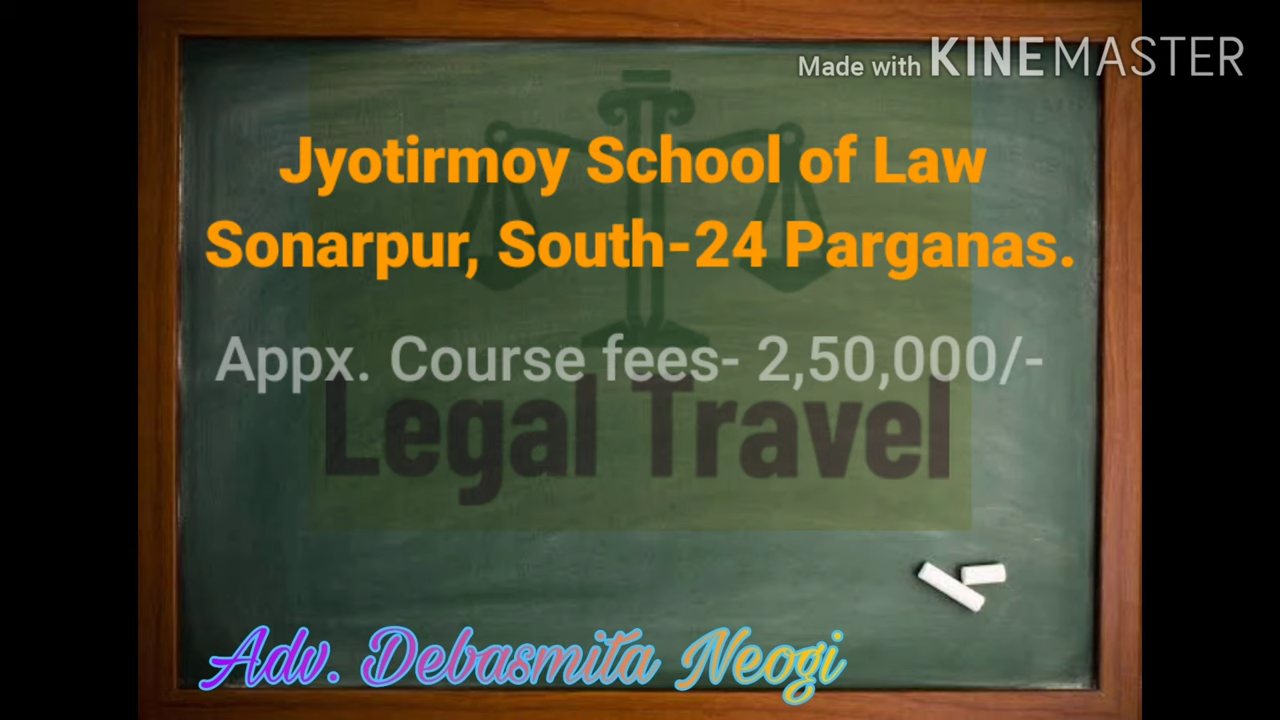 Made with KINEMASTER
Jyotirmoy School of Law
Sonarpur, South-24 Parganas.
Appx. Course fees- 2,50,000/-
Legal Travel
Adv. Debasmita Neogi